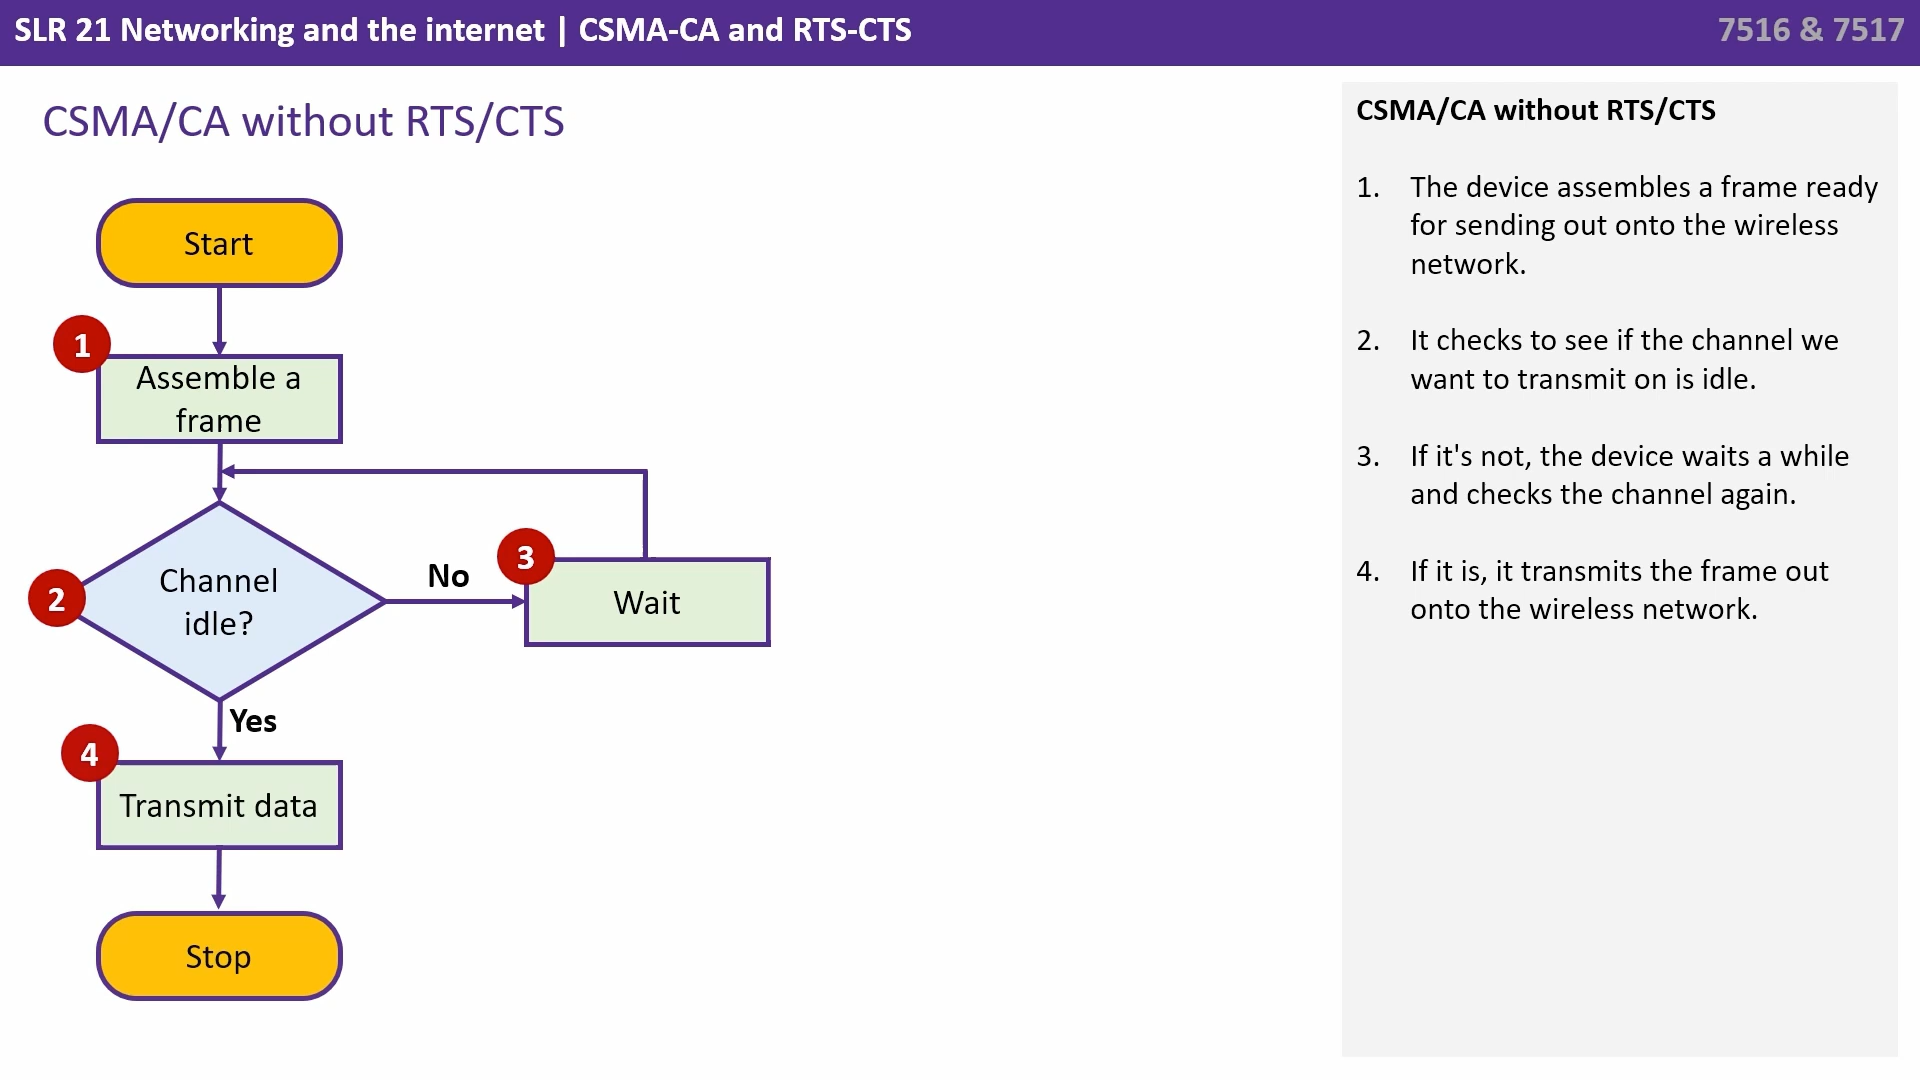 SLR 21 Networking and the internet | CSMA-CA and RTS-CTS
7516 & 7517
CSMA/CA without RTS/CTS
Start
1
Assemble a
frame
Channel
idle?
2
No
3
Wait
Yes
4
Transmit data
Stop
CSMA/CA without RTS/CTS
1. The device assembles a frame ready
for sending out onto the wireless
network.
2. It checks to see if the channel we
want to transmit on is idle.
3. If it's not, the device waits a while
and checks the channel again.
4. If it is, it transmits the frame out
onto the wireless network.